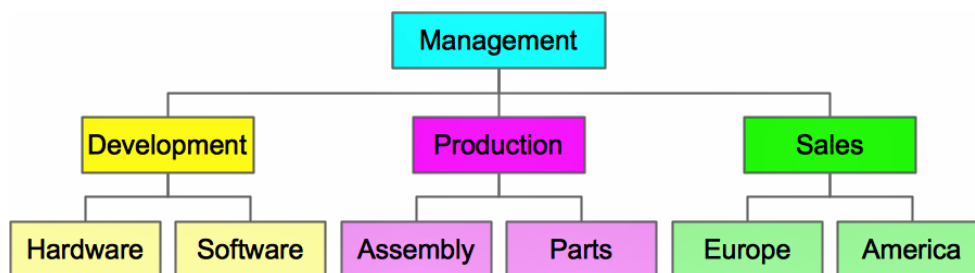 Management
Development
Production
Sales
Hardware
Software
Assembly
Parts
Europe
America